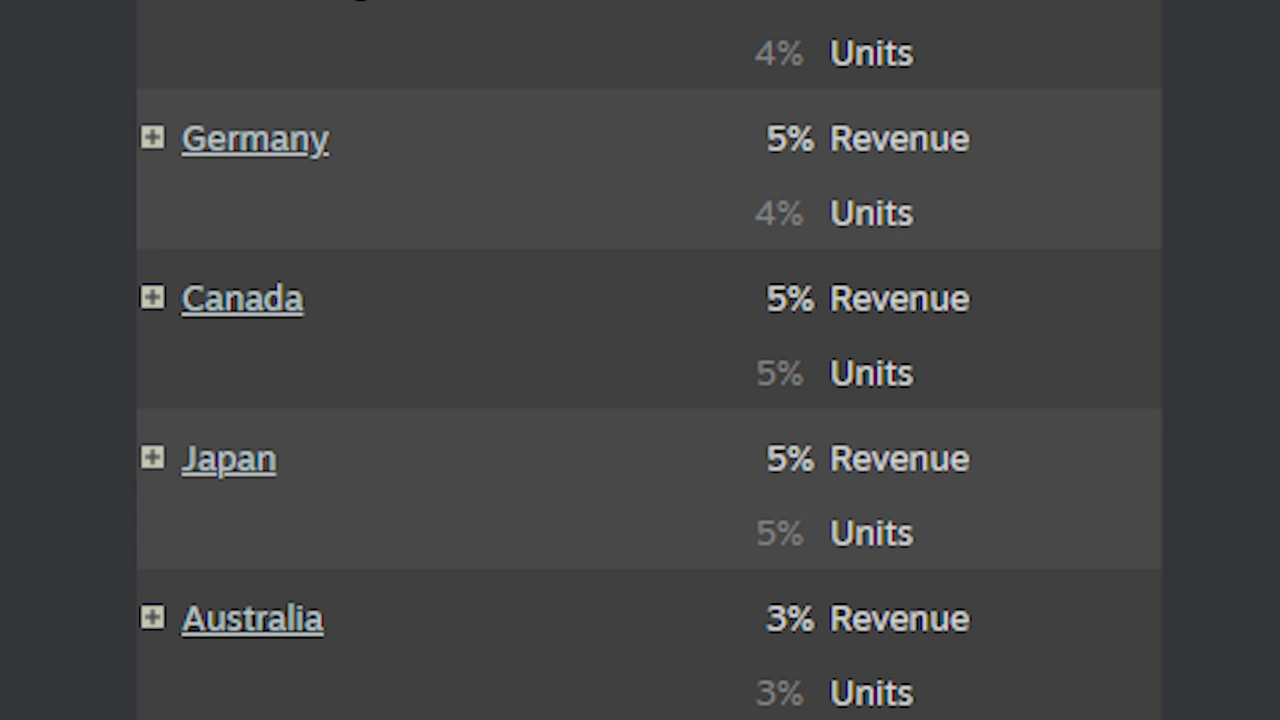 4% Units
Germany 5% Revenue
4% Units
Canada 5% Revenue
5% Units
Japan 5% Revenue
5% Units
Australia 3% Revenue
3% Units